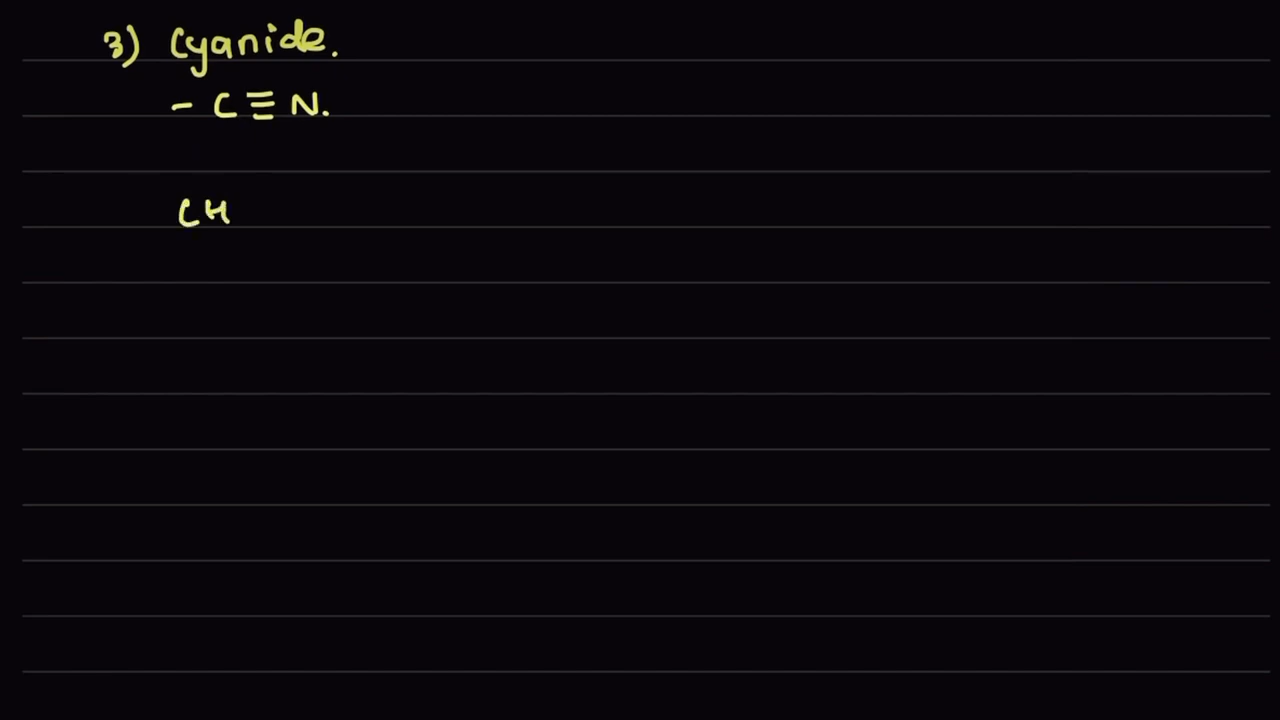 3) Cyanide.
- C ≡ N.
CH